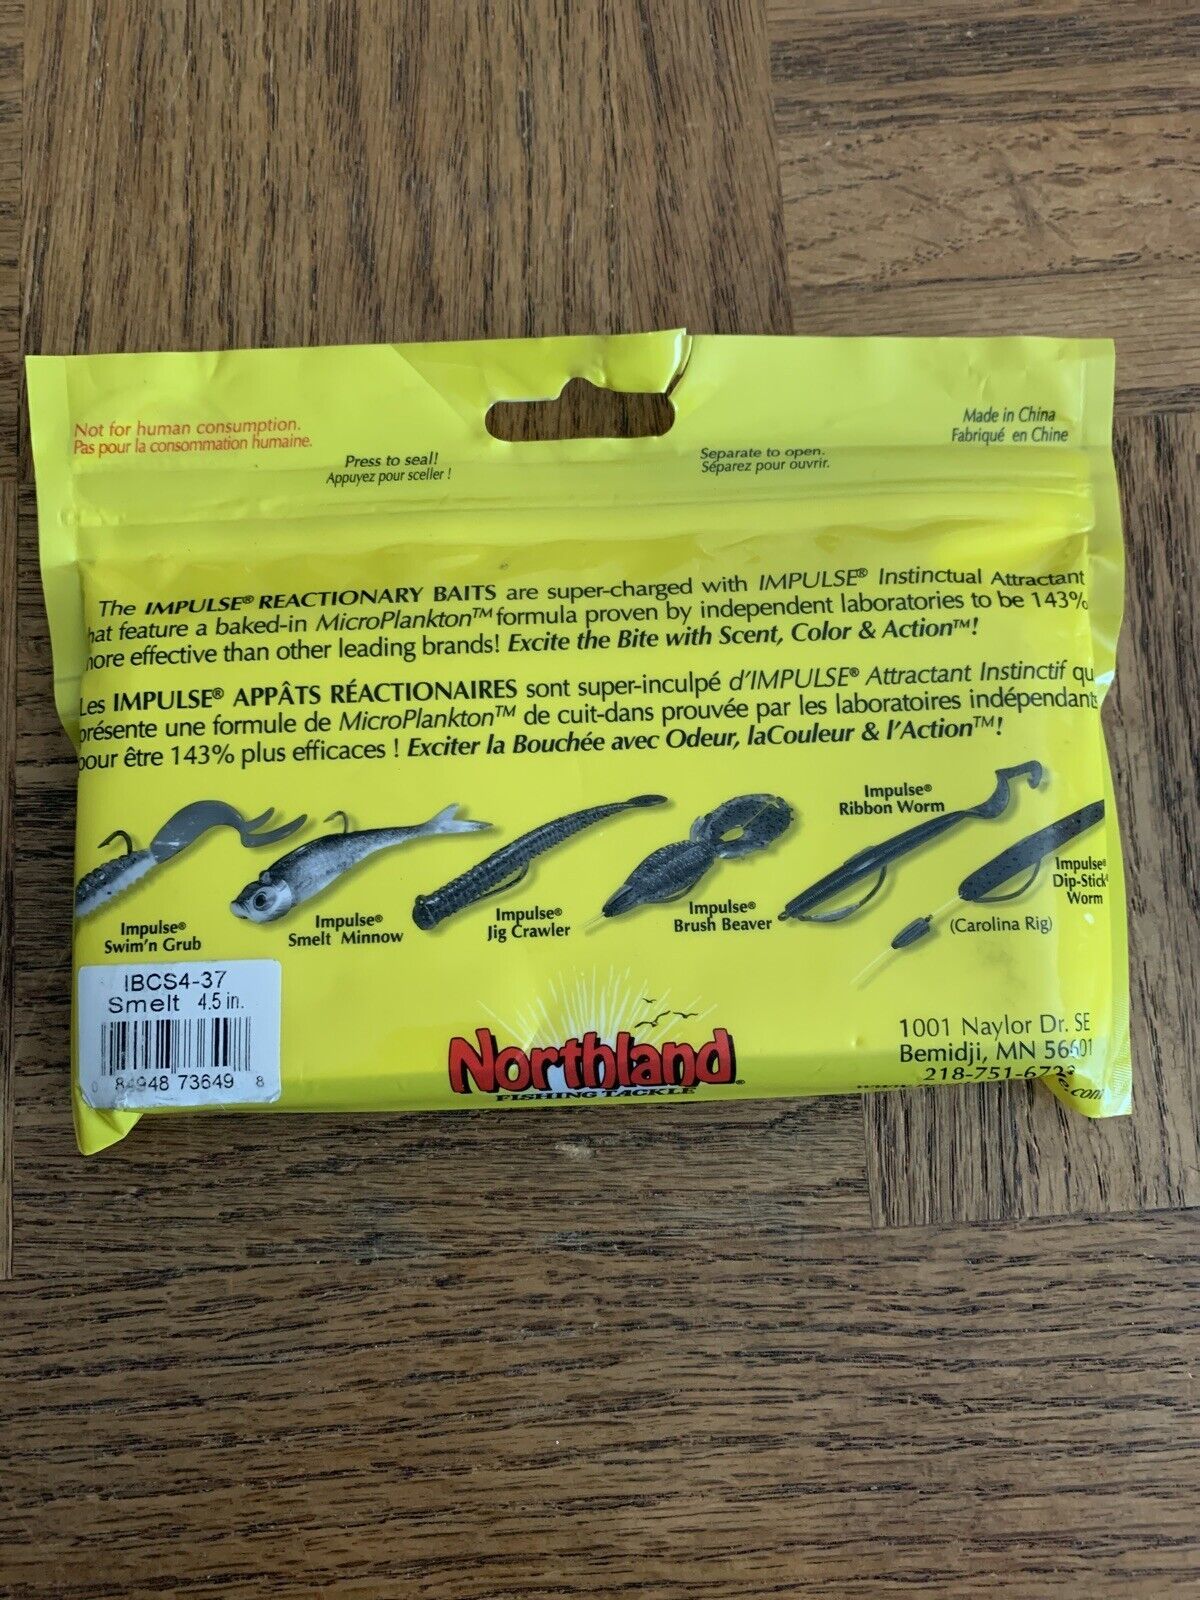 Not for human consumption.
Pas pour la consommation humaine.
Press to seal!
Appuyez pour sceller !
Separate to open.
Séparez pour ouvrir.
Made in China
Fabriqué en Chine
The IMPULSE® REACTIONARY BAITS are super-charged with IMPULSE® Instinctual Attractant
hat feature a baked-in MicroPlankton™ formula proven by independent laboratories to be 143%
more effective than other leading brands! Excite the Bite with Scent, Color & Action™!
Les IMPULSE® APPÂTS RÉACTIONAIRES sont super-inculpé d'IMPULSE® Attractant Instinctif qu
présente une formule de MicroPlankton™ de cuit-dans prouvée par les laboratoires indépendants
pour être 143% plus efficaces ! Exciter la Bouchée avec Odeur, laCouleur & l'Action™!
Impulse®
Swim'n Grub
Impulse®
Smelt Minnow
Impulse®
Jig Crawler
Impulse®
Brush Beaver
Impulse®
Ribbon Worm
Impulse®
Dip-Stick
Worm
(Carolina Rig)
IBCS4-37
Smelt 4.5 in.
0 84948 73649 8
Northland®
FISHING TACKLE
1001 Naylor Dr. SE
Bemidji, MN 56601
218-751-6723
e.com